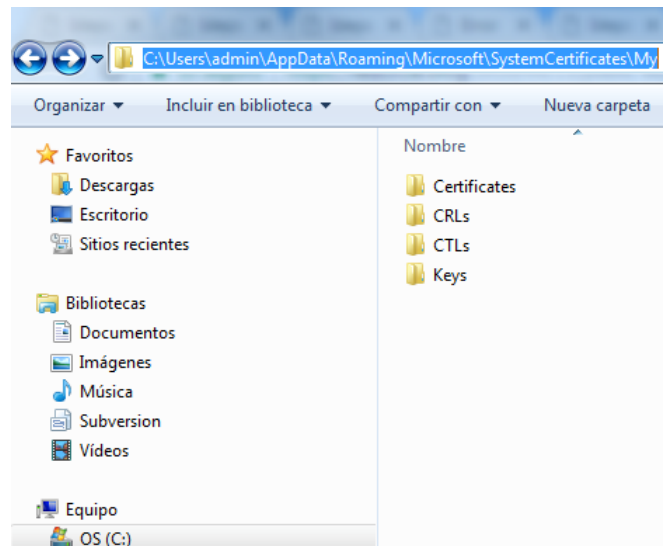 C:\Users\admin\AppData\Roaming\Microsoft\SystemCertificates\My
Organizar Incluir en biblioteca Compartir con Nueva carpeta
Favoritos
Descargas
Escritorio
Sitios recientes
Bibliotecas
Documentos
Imágenes
Música
Subversion
Vídeos
Equipo
OS (C:)
Nombre
Certificates
CRLs
CTLs
Keys